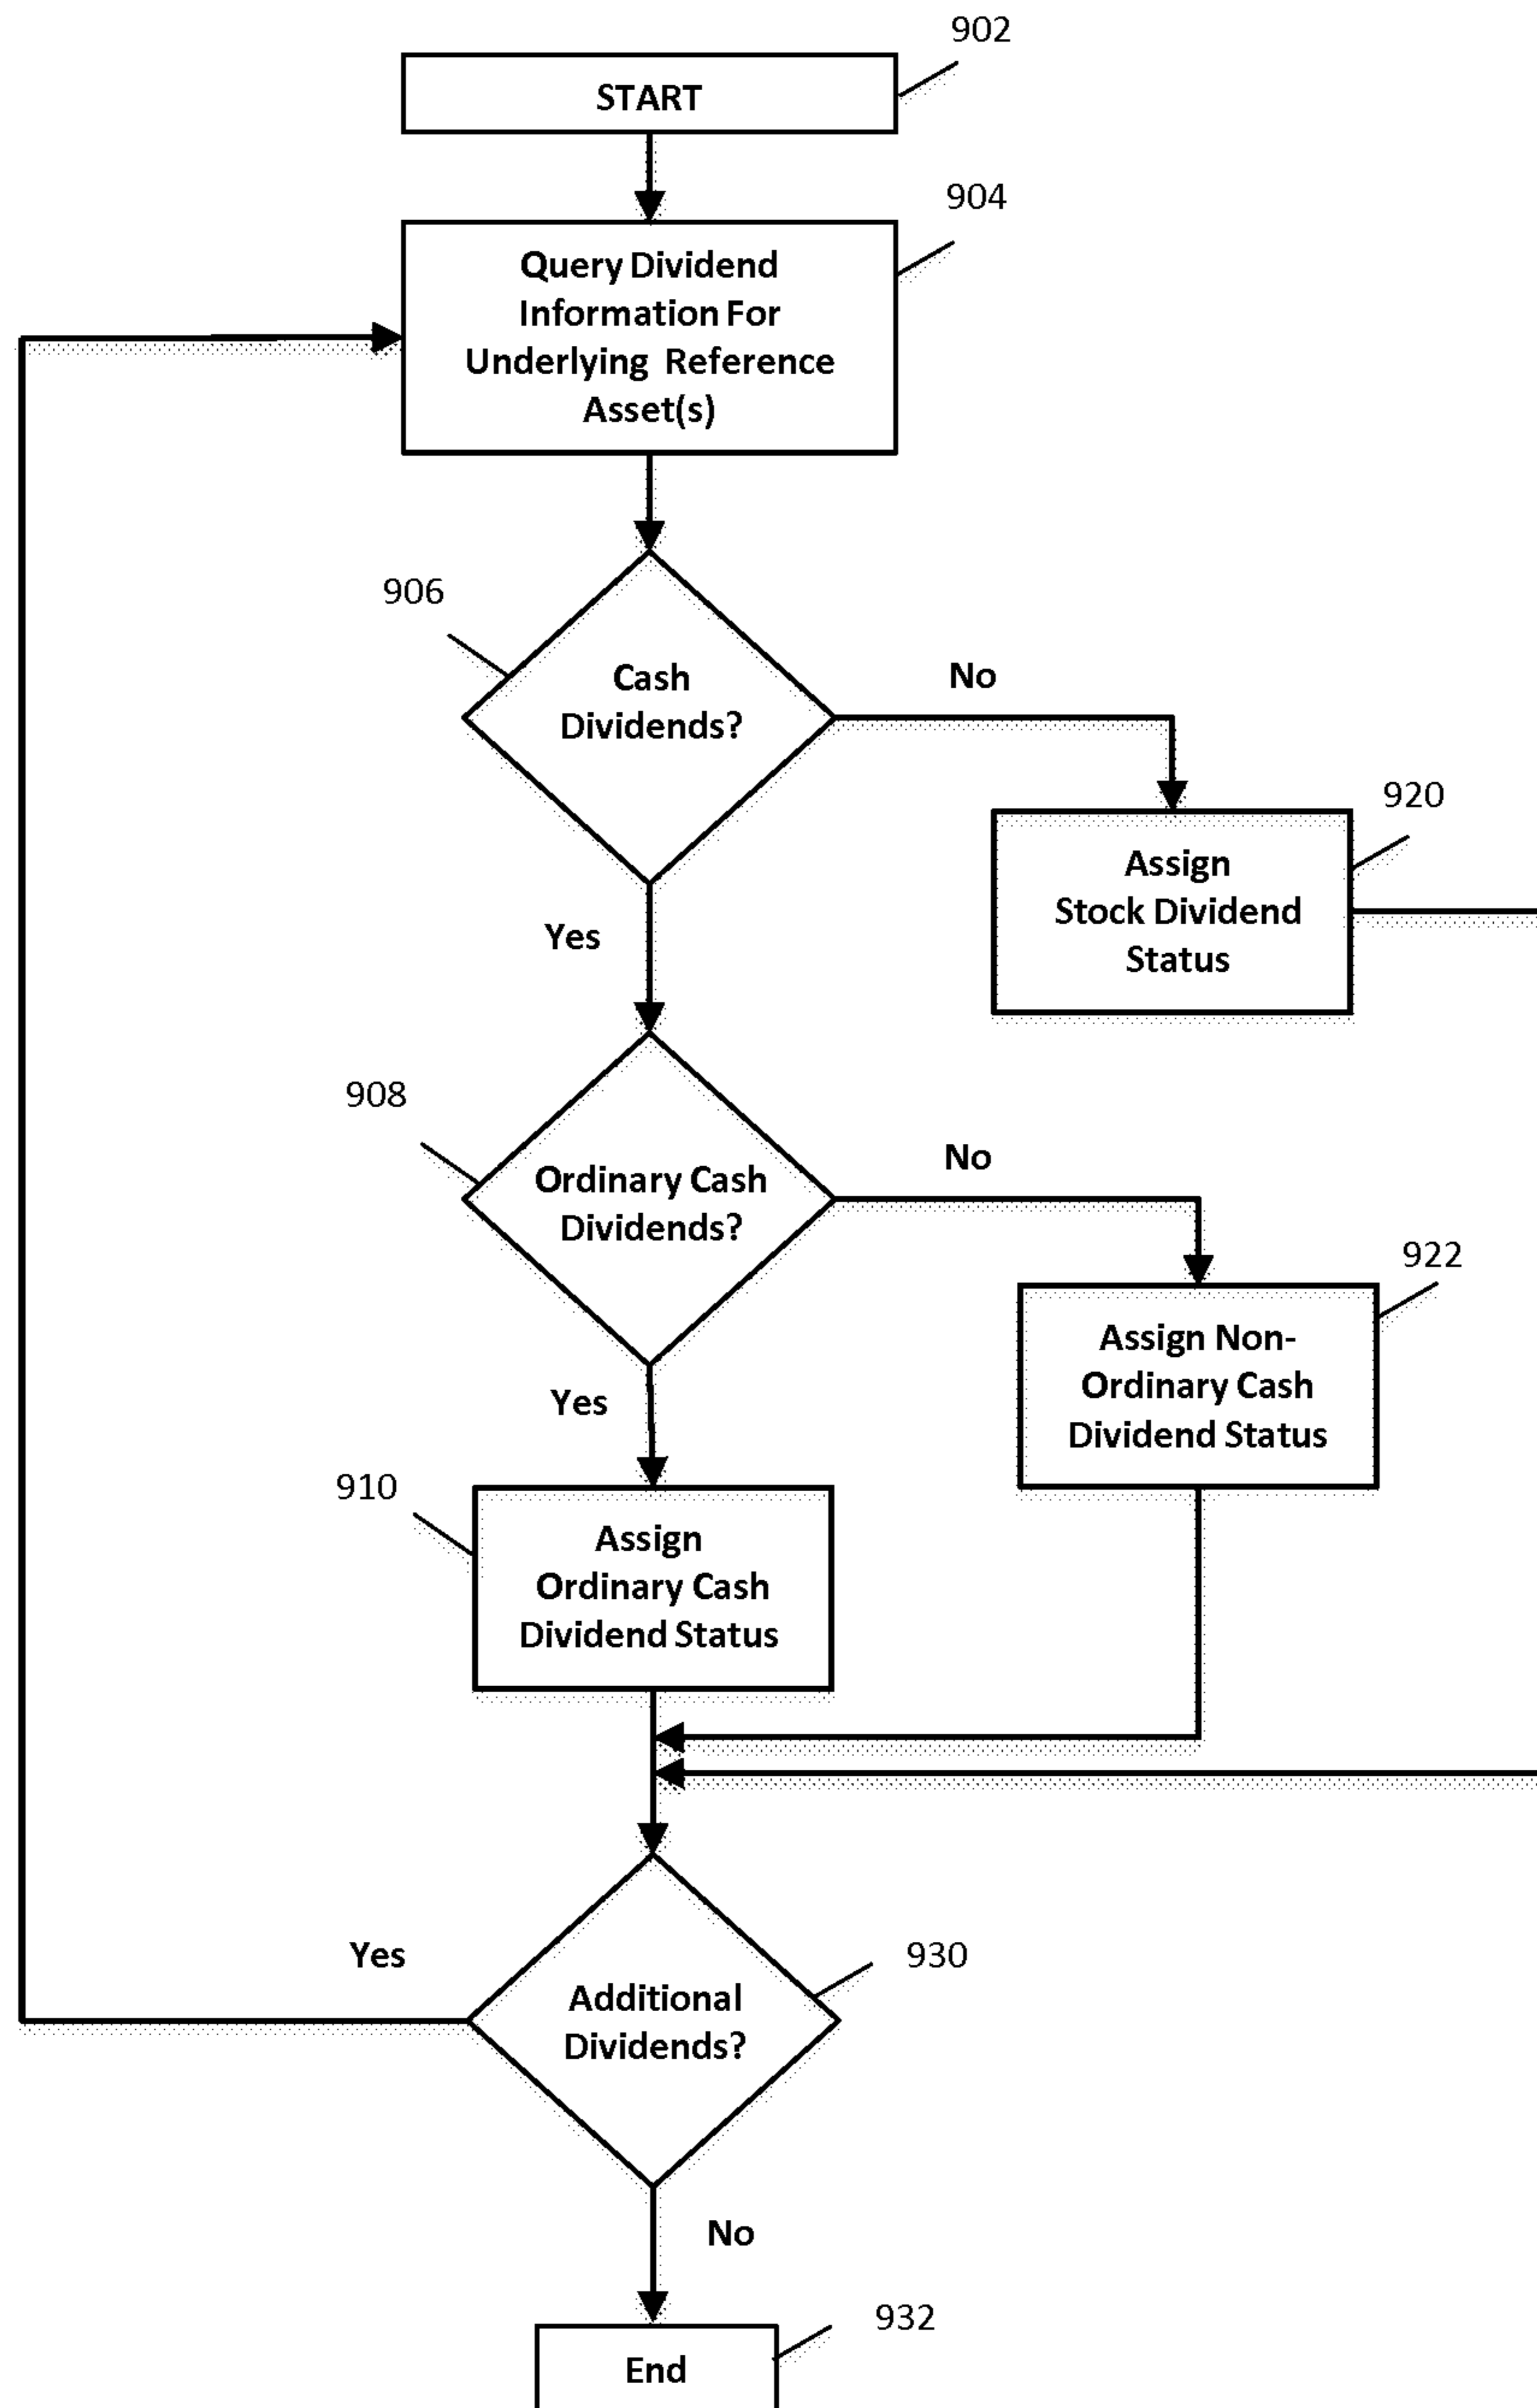 902
START
904
Query Dividend
Information For
Underlying Reference
Asset(s)
906
Cash
Dividends?
No
920
Assign
Stock Dividend
Status
Yes
908
Ordinary Cash
Dividends?
No
922
Assign Non-
Ordinary Cash
Dividend Status
Yes
910
Assign
Ordinary Cash
Dividend Status
Yes
930
Additional
Dividends?
No
932
End